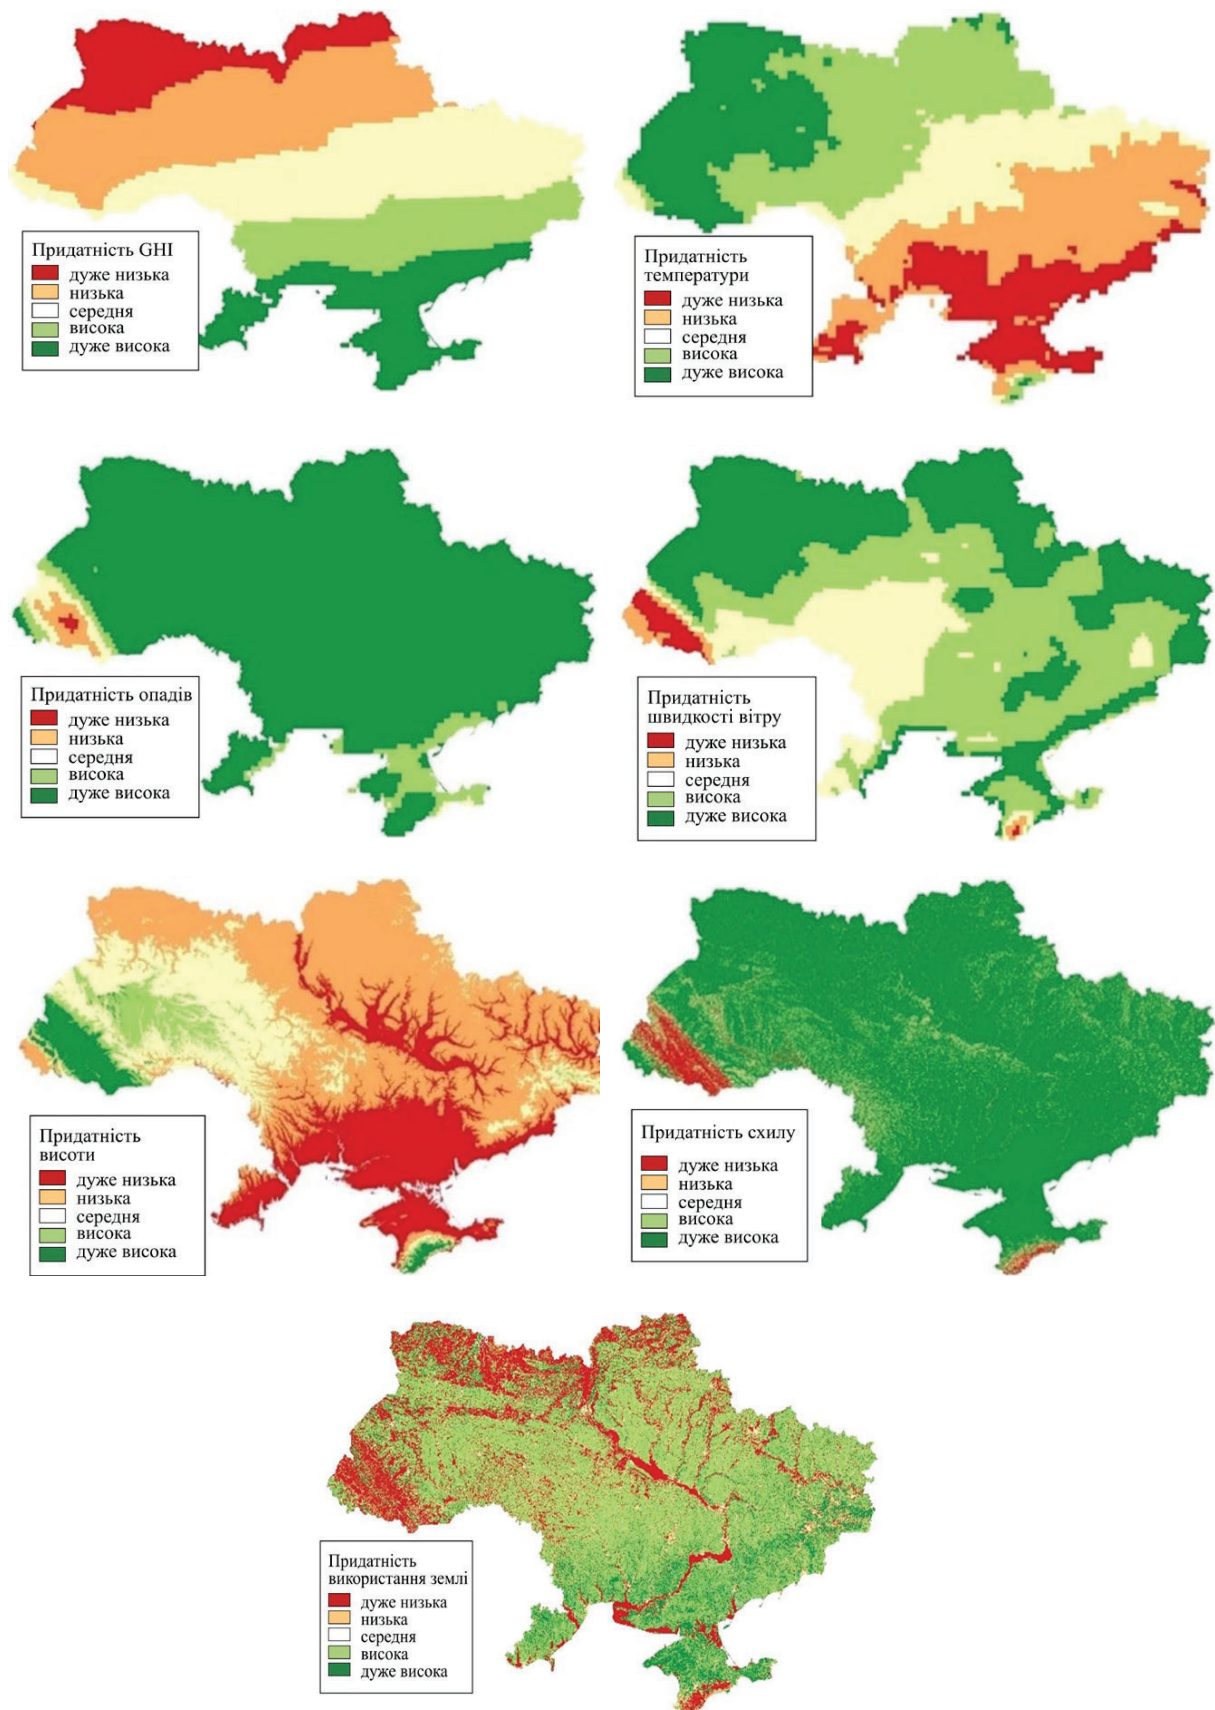 Придатність GHI
дуже низька
низька
середня
висока
дуже висока
Придатність
температури
дуже низька
низька
середня
висока
дуже висока
Придатність опадів
дуже низька
низька
середня
висока
дуже висока
Придатність
швидкості вітру
дуже низька
низька
середня
висока
дуже висока
Придатність
висоти
дуже низька
низька
середня
висока
дуже висока
Придатність схилу
дуже низька
низька
середня
висока
дуже висока
Придатність
використання землі
дуже низька
низька
середня
висока
дуже висока